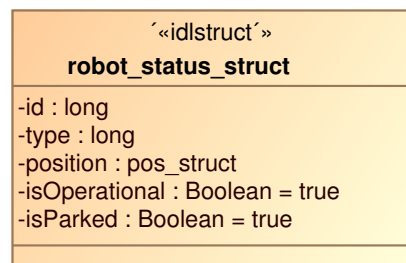 ´«idlstruct´»
robot_status_struct
-id : long
-type : long
-position : pos_struct
-isOperational : Boolean = true
-isParked : Boolean = true